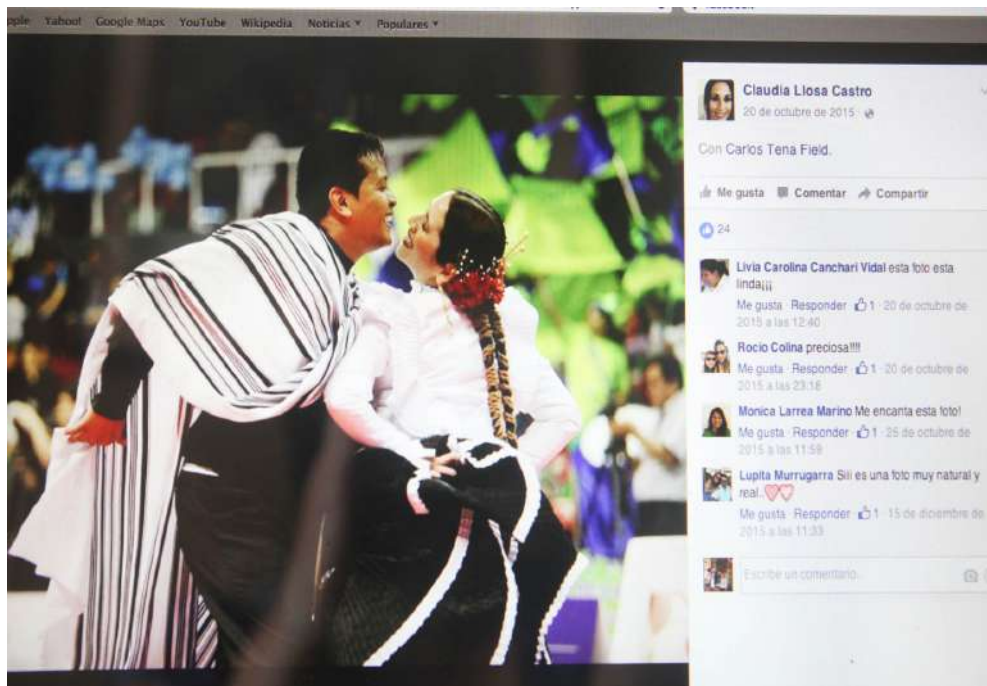 Yahoo! Google Maps YouTube Wikipedia Noticias ▼ Populares ▼
Claudia Llosa Castro
20 de octubre de 2015
Con Carlos Tena Field.
Me gusta Comentar Compartir
24
Livia Carolina Canchari Vidal esta foto esta
linda¡¡¡
Me gusta · Responder · 1 · 20 de octubre de
2015 a las 12:40
Rocio Colina preciosa!!!!
Me gusta · Responder · 1 · 20 de octubre de
2015 a las 23:18
Monica Larrea Marino Me encanta esta foto!
Me gusta · Responder · 1 · 25 de octubre de
2015 a las 11:59
Lupita Murrugarra Siii es una foto muy natural y
real..
Me gusta · Responder · 1 · 15 de diciembre de
2015 a las 11:33
Escribe un comentario...